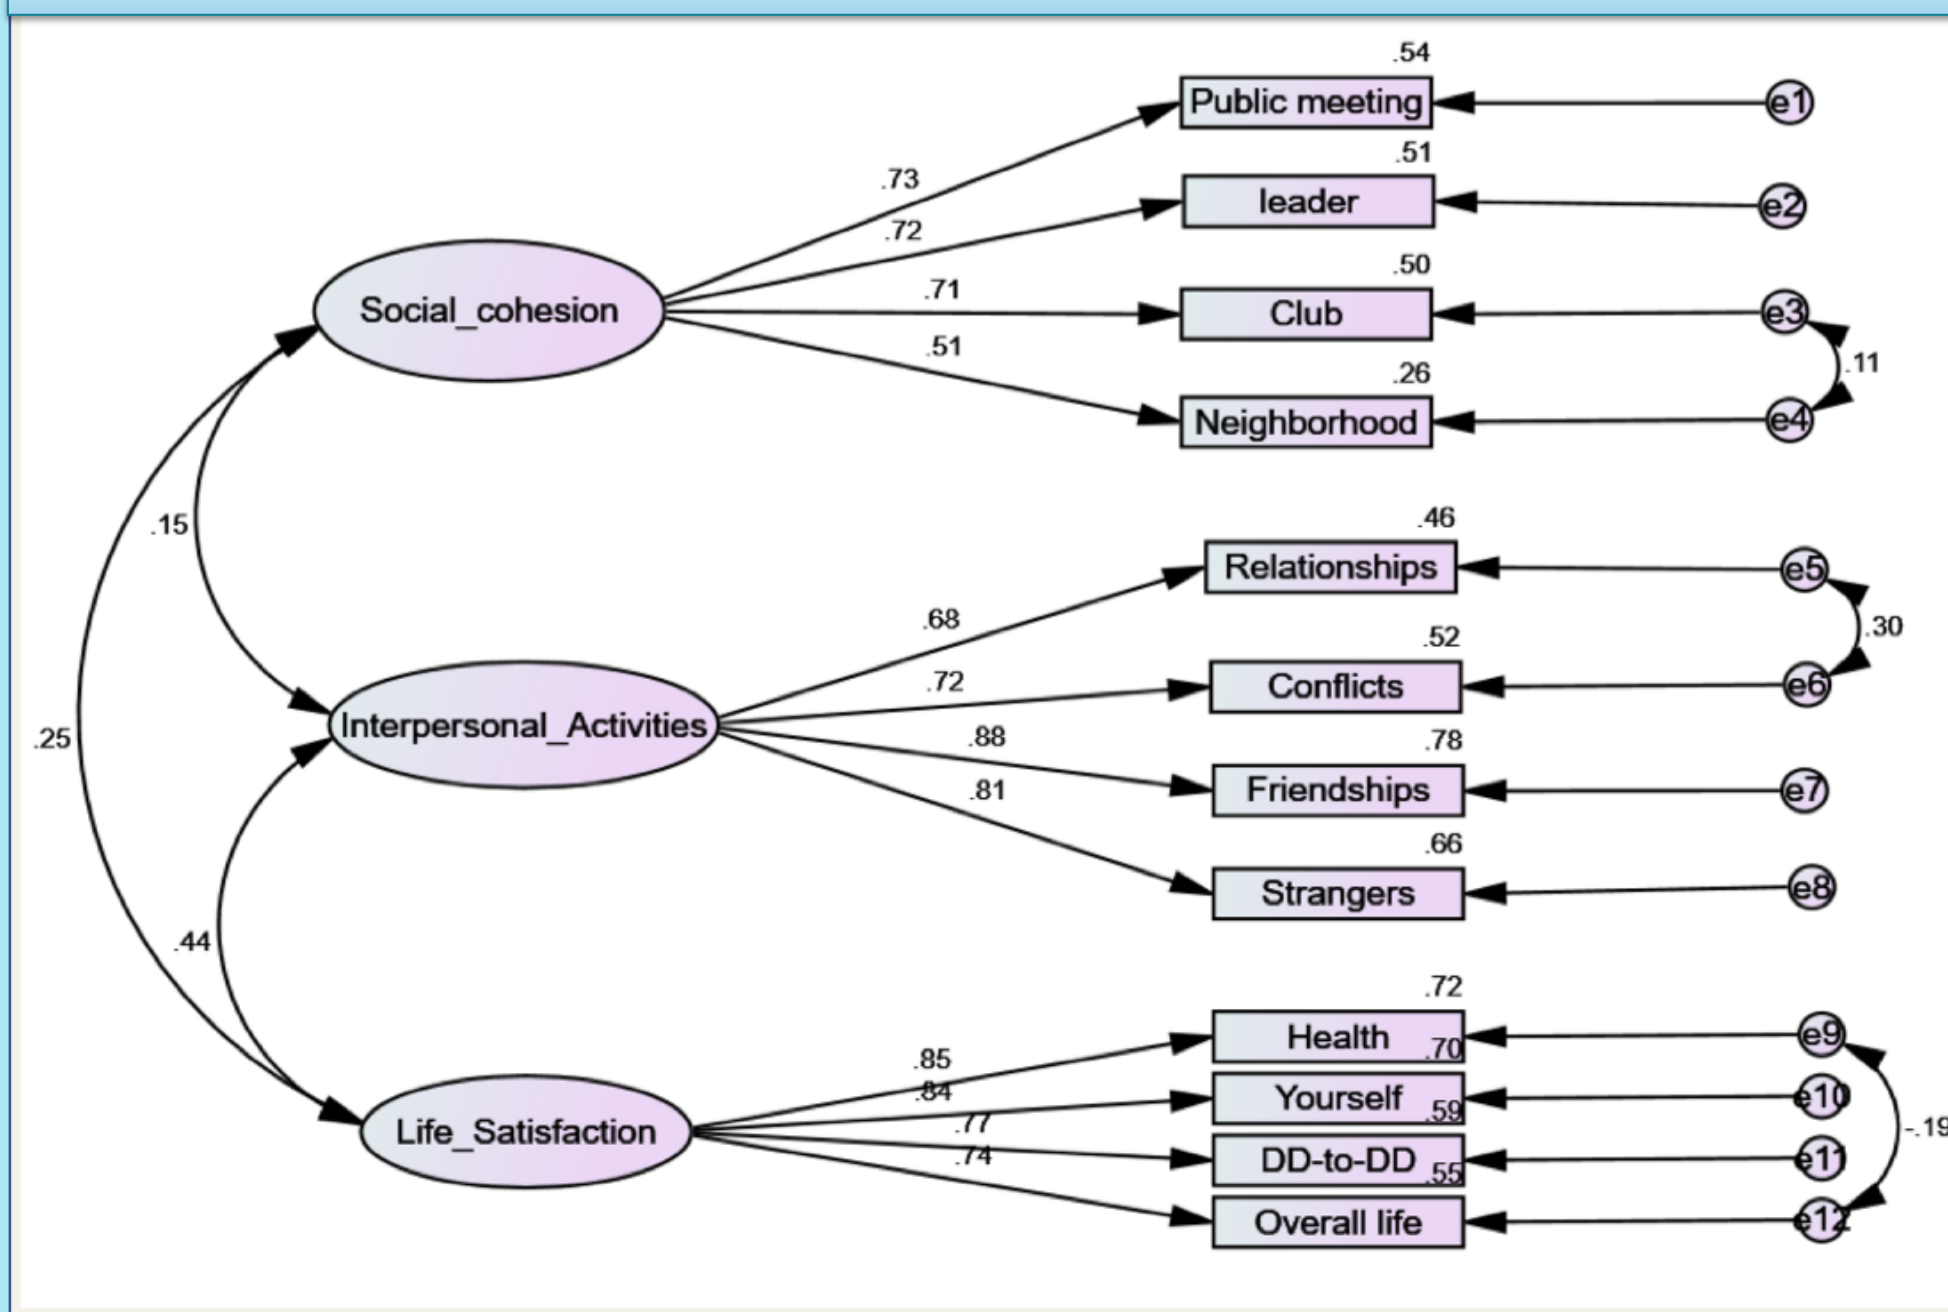 .54
Public meeting
e1
.73
.51
leader
e2
.72
.50
Social_cohesion
.71
Club
e3
.11
.51
.26
Neighborhood
e4
.15
.46
Relationships
e5
.68
.30
.52
.72
Conflicts
e6
.25
Interpersonal_Activities
.88
.78
Friendships
e7
.81
.66
Strangers
e8
.44
.72
Health
e9
.85
.70
.84
Yourself
e10
.59
.77
-.19
Life_Satisfaction
.74
DD-to-DD
e11
.55
Overall life
e12